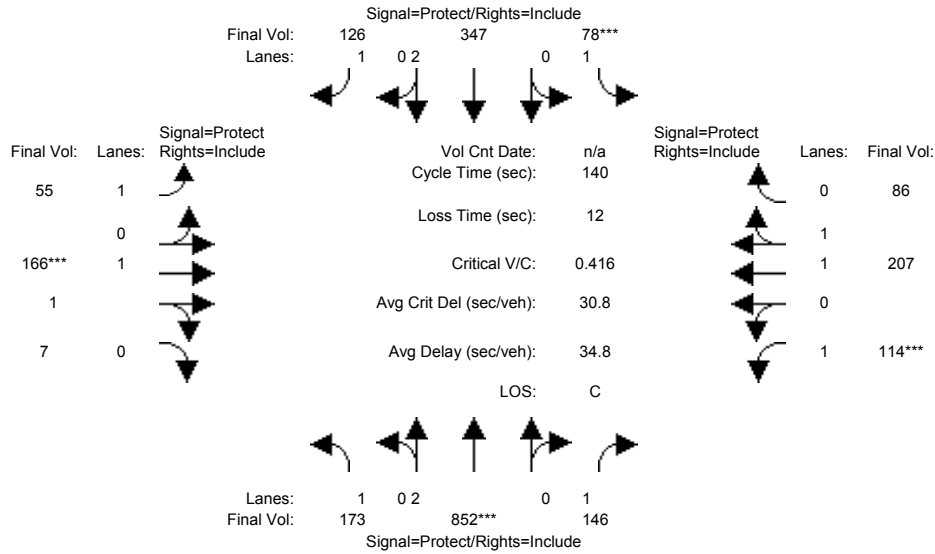 Signal=Protect/Rights=Include
Final Vol: 126 347 78***
Lanes: 1 0 2 0 1
Signal=Protect Signal=Protect
Final Vol: Lanes: Rights=Include Vol Cnt Date: n/a Rights=Include Lanes: Final Vol:
Cycle Time (sec): 140
55 1 0 86
Loss Time (sec): 12
0 1
166*** 1 Critical V/C: 0.416 1 207
1 Avg Crit Del (sec/veh): 30.8 0
7 0 Avg Delay (sec/veh): 34.8 1 114***
LOS: C
Lanes: 1 0 2 0 1
Final Vol: 173 852*** 146
Signal=Protect/Rights=Include